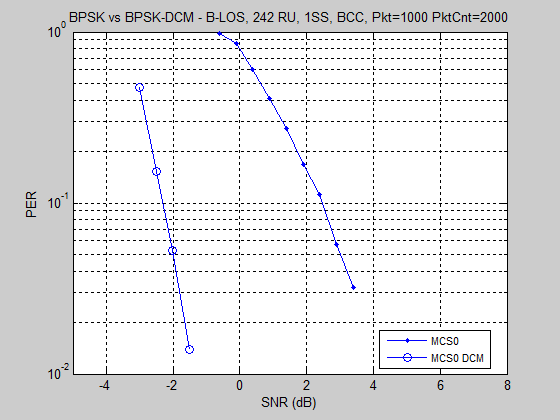 BPSK vs BPSK-DCM - B-LOS, 242 RU, 1SS, BCC, Pkt=1000 PktCnt=2000
10^0
10^-1
10^-2
PER
-4 -2 0 2 4 6 8
SNR (dB)
MCS0
MCS0 DCM